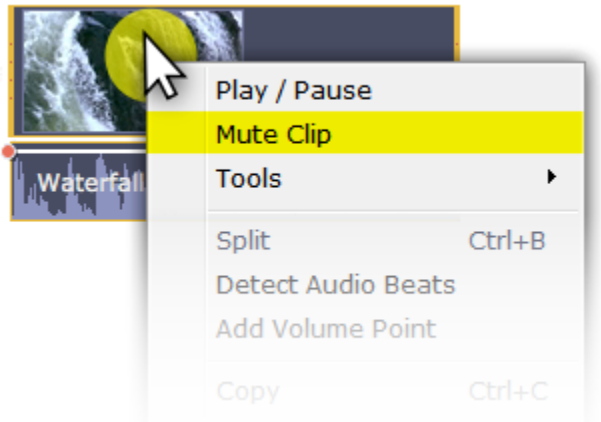 Play / Pause
Mute Clip
Waterfall
Tools
Split Ctrl+B
Detect Audio Beats
Add Volume Point
Copy Ctrl+C